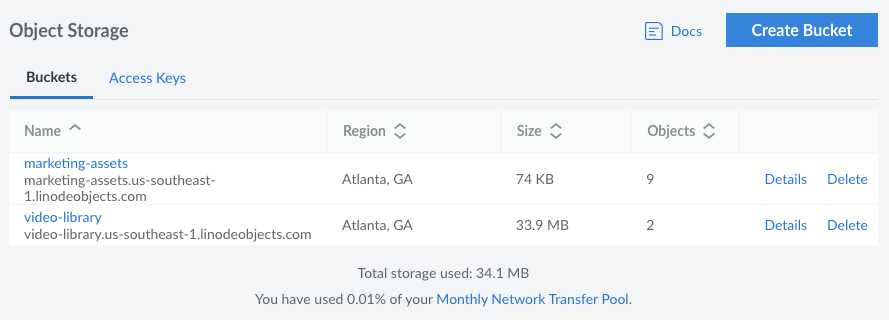 Object Storage Docs Create Bucket
Buckets Access Keys
Name Region Size Objects
marketing-assets
marketing-assets.us-southeast-
1.linodeobjects.com
Atlanta, GA 74 KB 9 Details Delete
video-library
video-library.us-southeast-1.linodeobjects.com
Atlanta, GA 33.9 MB 2 Details Delete
Total storage used: 34.1 MB
You have used 0.01% of your Monthly Network Transfer Pool.